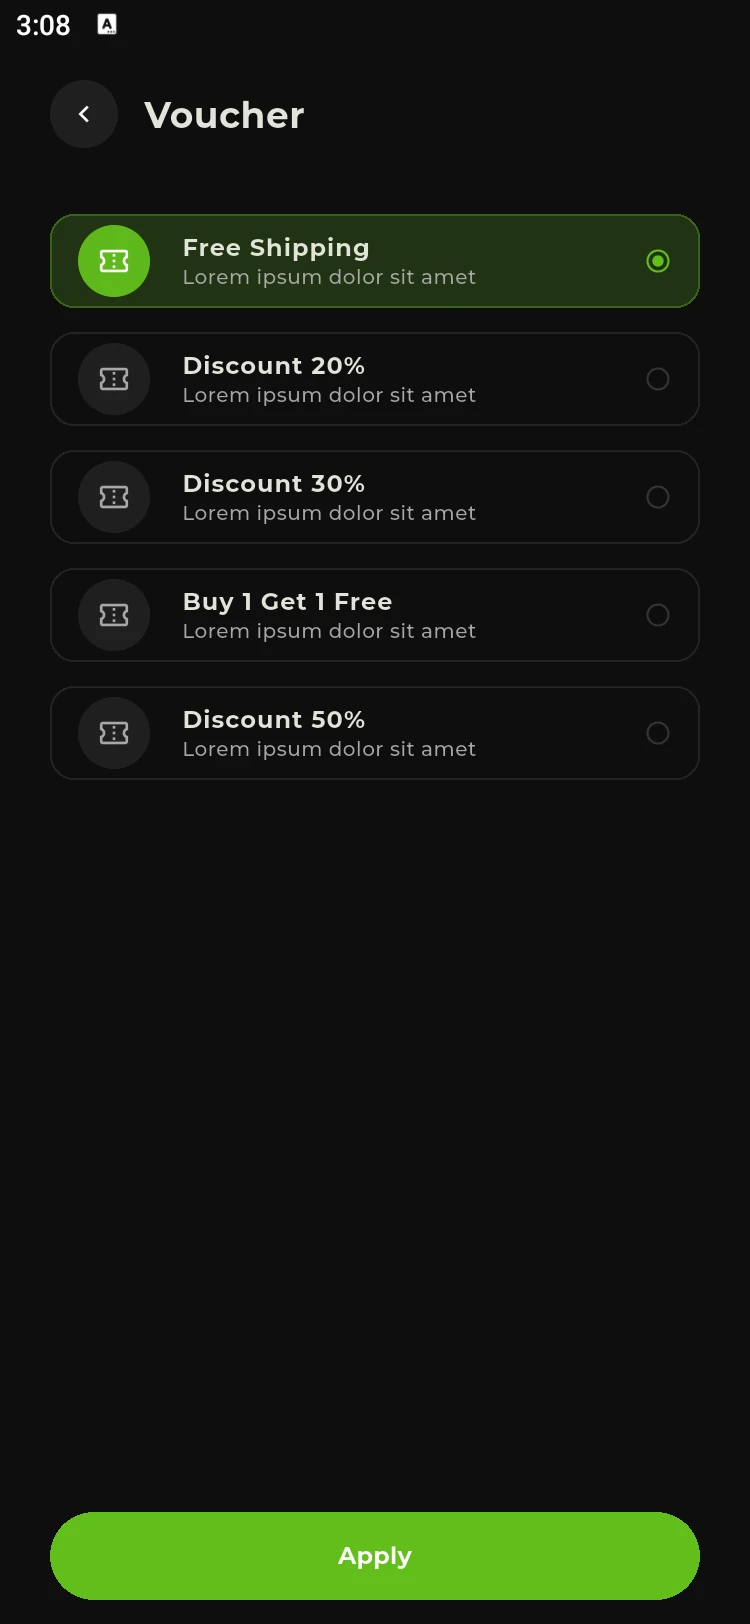 3:08 A
Voucher
Free Shipping
Lorem ipsum dolor sit amet
Discount 20%
Lorem ipsum dolor sit amet
Discount 30%
Lorem ipsum dolor sit amet
Buy 1 Get 1 Free
Lorem ipsum dolor sit amet
Discount 50%
Lorem ipsum dolor sit amet
Apply